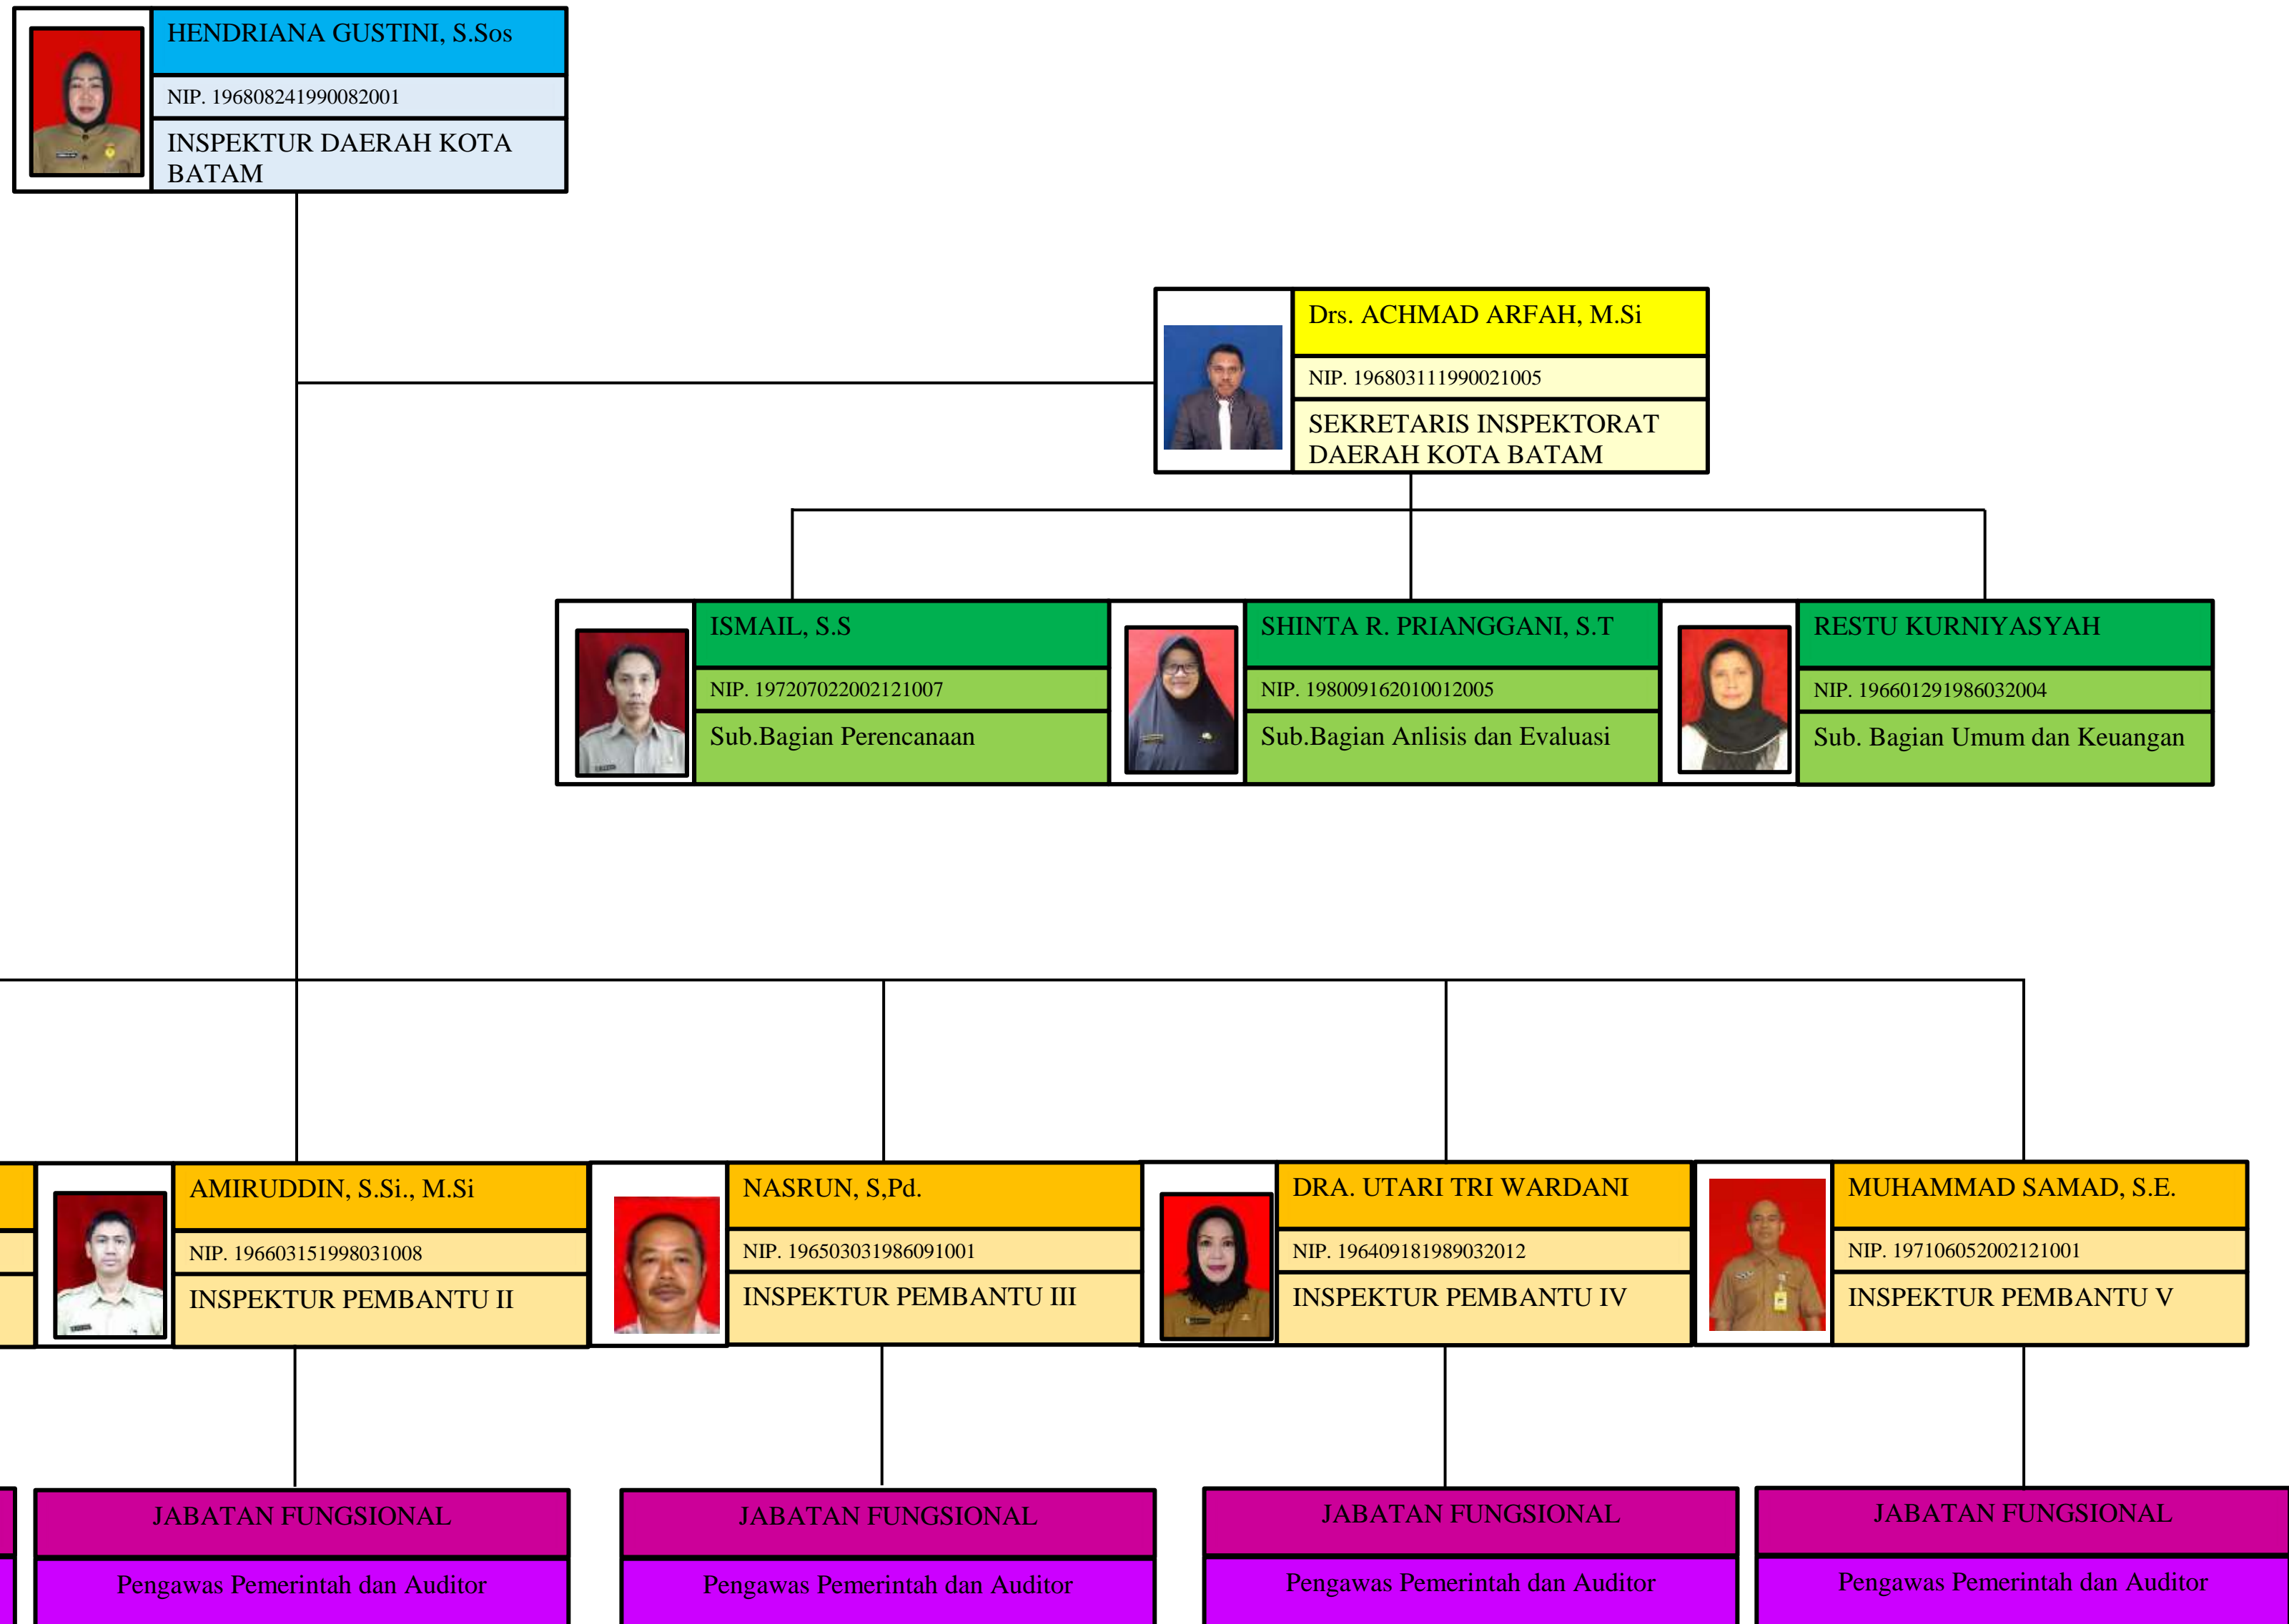 HENDRIANA GUSTINI, S.Sos
NIP. 196808241990082001
INSPEKTUR DAERAH KOTA
BATAM
Drs. ACHMAD ARFAH, M.Si
NIP. 196803111990021005
SEKRETARIS INSPEKTORAT
DAERAH KOTA BATAM
ISMAIL, S.S
NIP. 197207022002121007
Sub.Bagian Perencanaan
SHINTA R. PRIANGGANI, S.T
NIP. 198009162010012005
Sub.Bagian Anlisis dan Evaluasi
RESTU KURNIYASYAH
NIP. 196601291986032004
Sub. Bagian Umum dan Keuangan
AMIRUDDIN, S.Si., M.Si
NIP. 196603151998031008
INSPEKTUR PEMBANTU II
NASRUN, S,Pd.
NIP. 196503031986091001
INSPEKTUR PEMBANTU III
DRA. UTARI TRI WARDANI
NIP. 196409181989032012
INSPEKTUR PEMBANTU IV
MUHAMMAD SAMAD, S.E.
NIP. 197106052002121001
INSPEKTUR PEMBANTU V
JABATAN FUNGSIONAL
Pengawas Pemerintah dan Auditor
JABATAN FUNGSIONAL
Pengawas Pemerintah dan Auditor
JABATAN FUNGSIONAL
Pengawas Pemerintah dan Auditor
JABATAN FUNGSIONAL
Pengawas Pemerintah dan Auditor